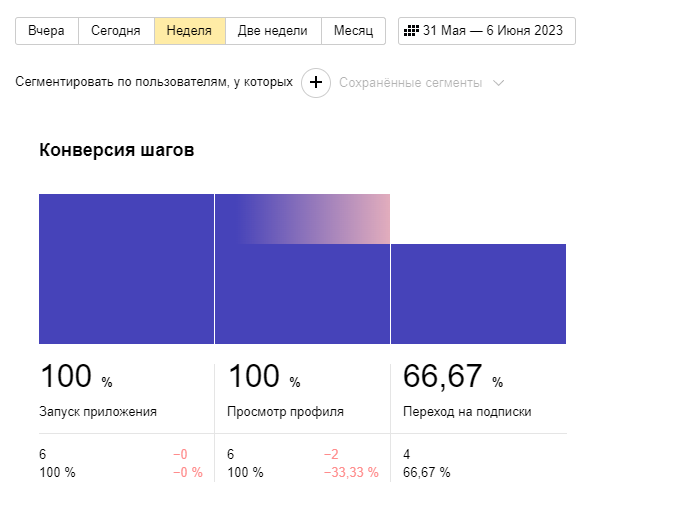 Вчера Сегодня Неделя Две недели Месяц 31 Мая — 6 Июня 2023
Сегментировать по пользователям, у которых + Сохранённые сегменты
Конверсия шагов
100 % 100 % 66,67 %
Запуск приложения Просмотр профиля Переход на подписки
6 −0 6 −2 4
100 % −0 % 100 % −33,33 % 66,67 %